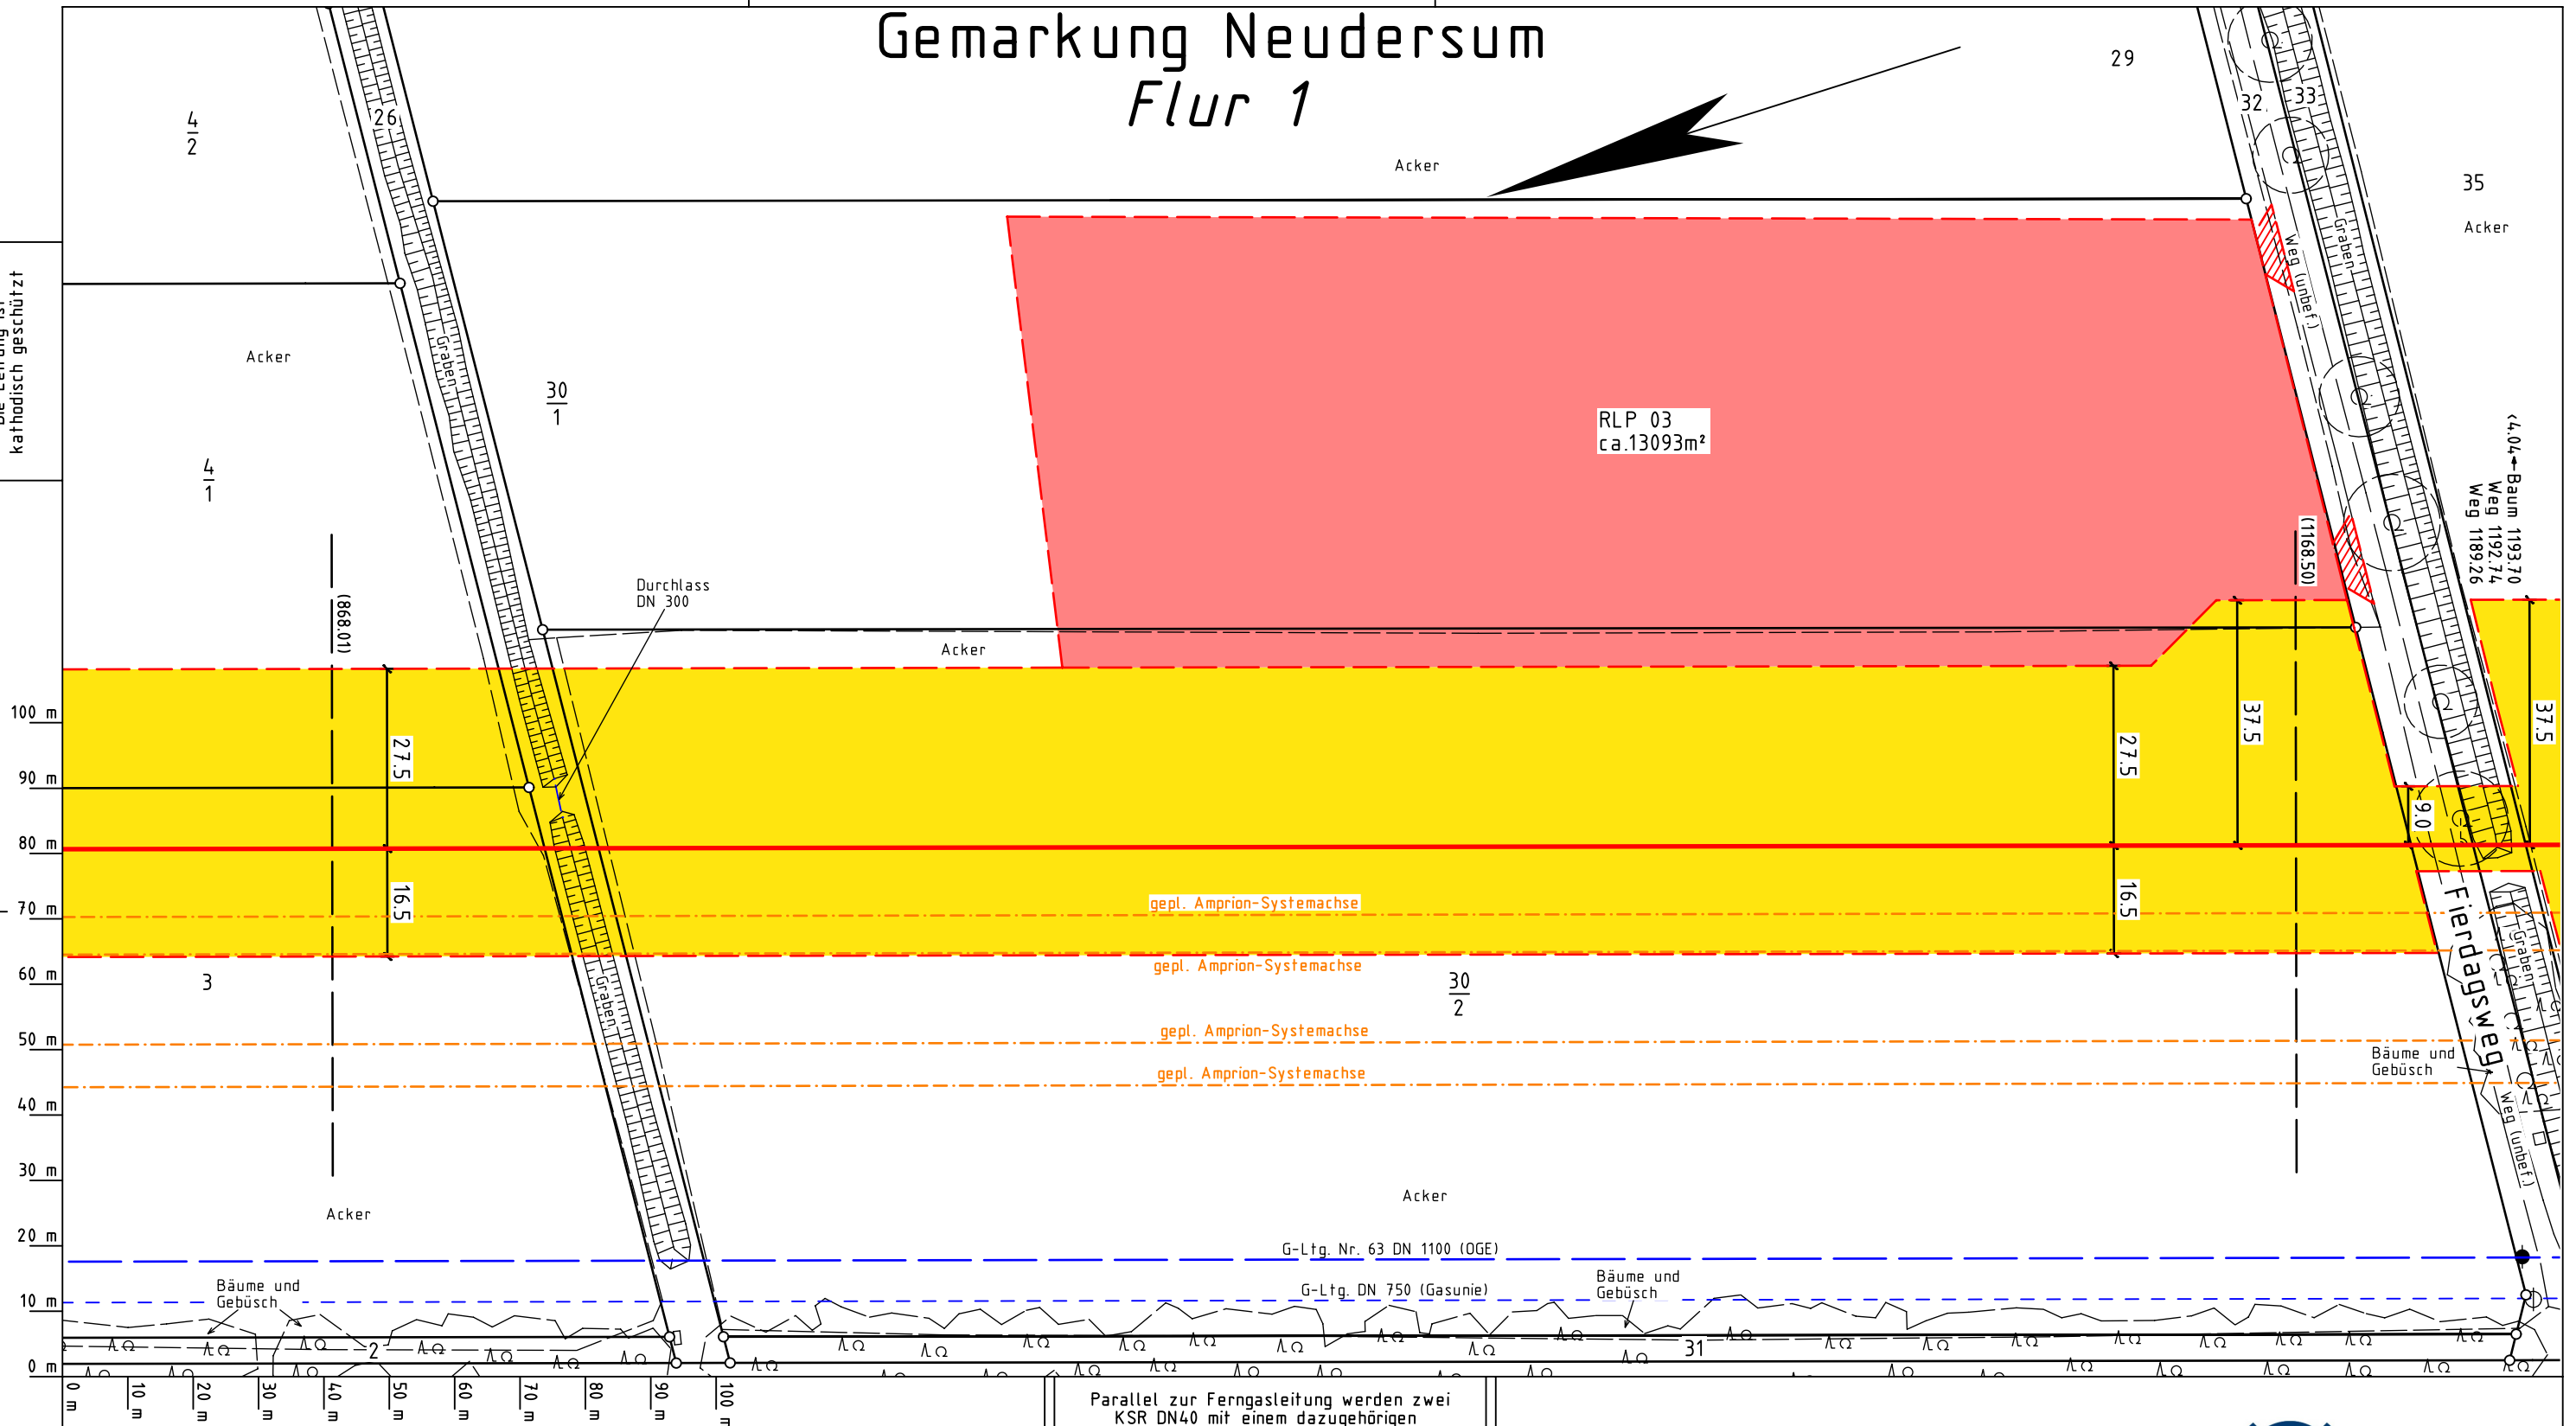 Gemarkung Neudersum
Flur 1
4
2
26
29
32
33
35
Acker
Acker
kathodisch geschützt
Acker
4
1
30
1
Graben
Weg (unbef.)
Graben
RLP 03
ca.13093m²
<4.04 Baum 1193.70
Weg 1192.74
Weg 1189.26
(868.01)
(1168.50)
Durchlass
DN 300
Acker
100 m
90 m
80 m
70 m
60 m
50 m
40 m
30 m
20 m
10 m
0 m
27.5
16.5
27.5
16.5
37.5
9.0
37.5
gepl. Amprion-Systemachse
gepl. Amprion-Systemachse
gepl. Amprion-Systemachse
gepl. Amprion-Systemachse
3
30
2
Graben
Fierdagsweg
Graben
Bäume und
Gebüsch
Weg (unbef.)
Acker
Acker
G-Ltg. Nr. 63 DN 1100 (OGE)
G-Ltg. DN 750 (Gasunie)
Bäume und
Gebüsch
Bäume und
Gebüsch
2
31
0 m
10 m
20 m
30 m
40 m
50 m
60 m
70 m
80 m
90 m
100
Parallel zur Ferngasleitung werden zwei
KSR DN40 mit einem dazugehörigen